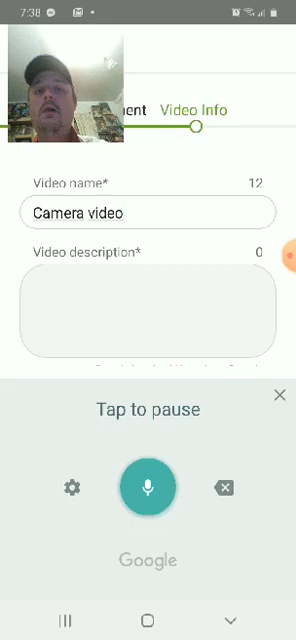 7:38
ment Video Info
Video name* 12
Camera video
Video description* 0
Tap to pause
Google